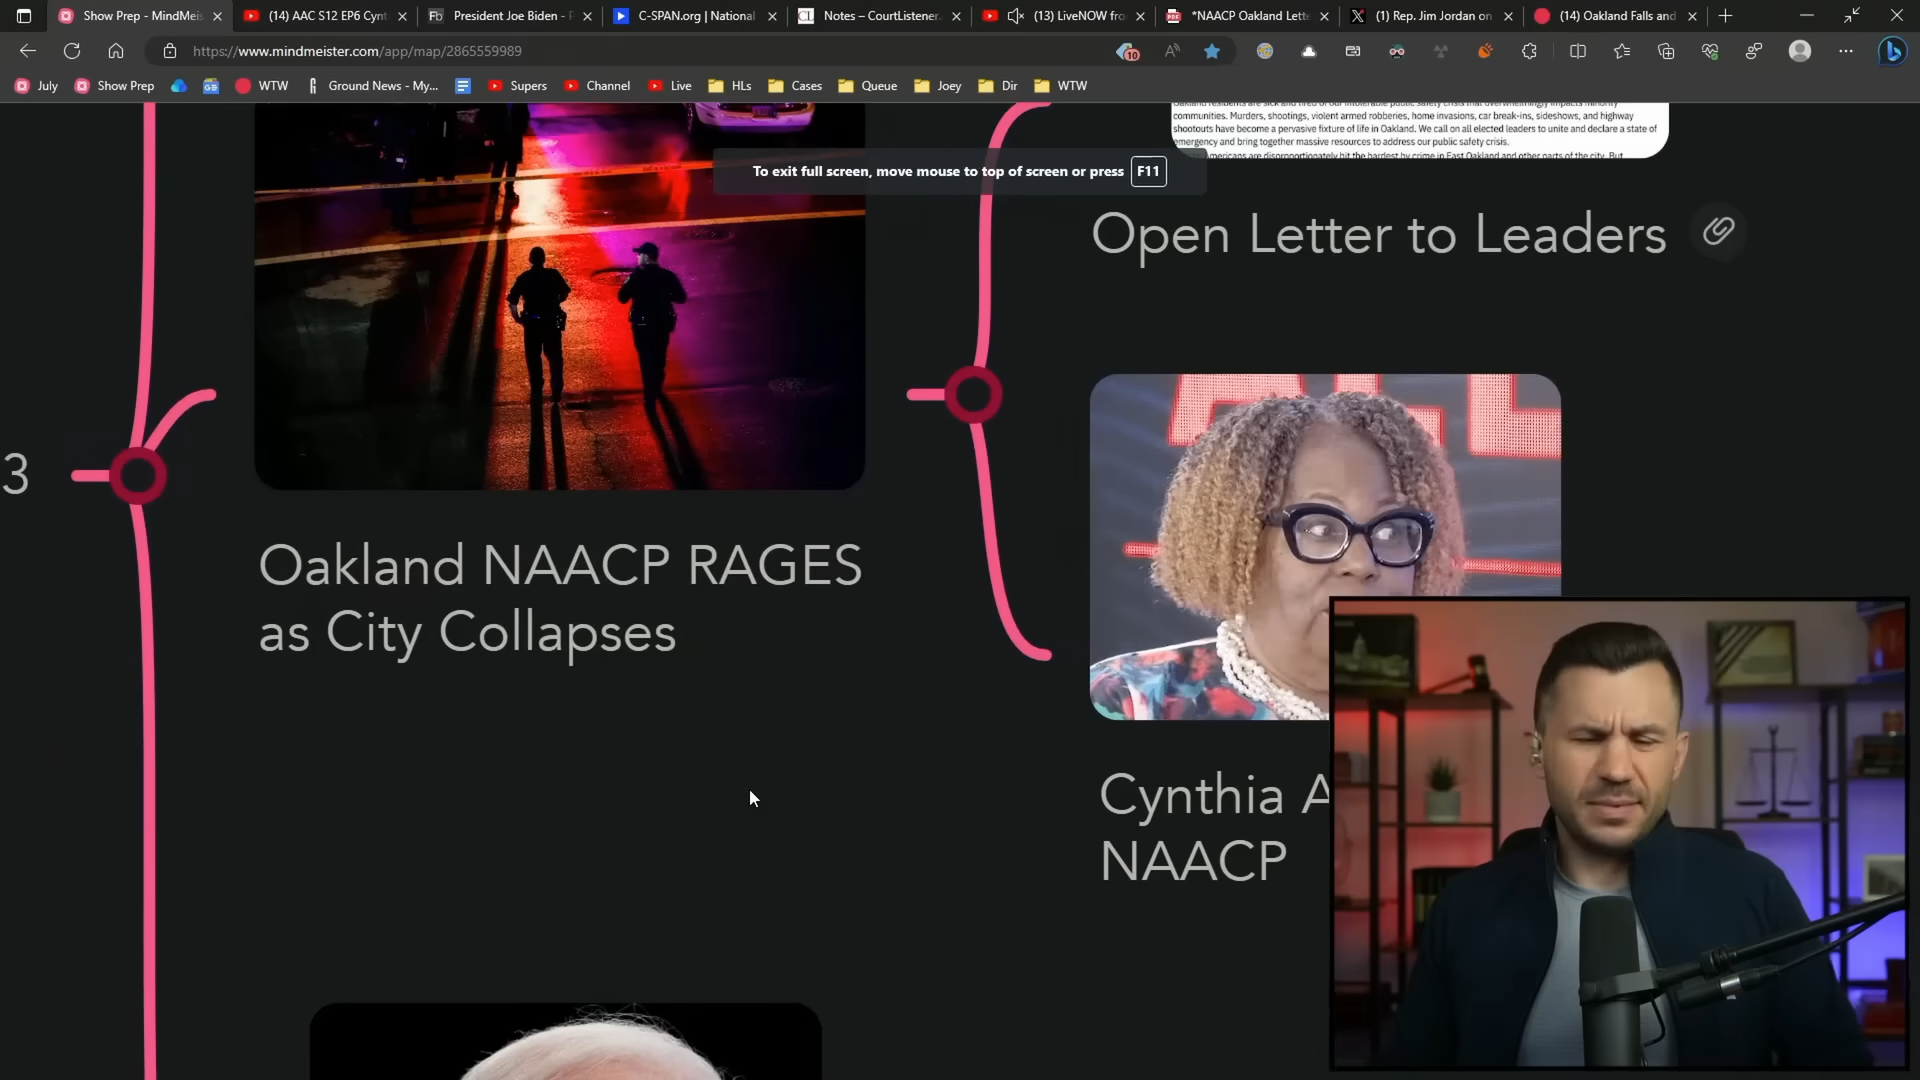 Show Prep - MindMeis
(14) AAC S12 EP6 Cynt
President Joe Biden -
C-SPAN.org | National
Notes – CourtListener.
(13) LiveNOW fro
*NAACP Oakland Lette
(1) Rep. Jim Jordan on
(14) Oakland Falls and
https://www.mindmeister.com/app/map/2865559989
10
July
Show Prep
WTW
Ground News - My...
Supers
Channel
Live
HLs
Cases
Queue
Joey
Dir
WTW
communities. Murders, shootings, violent armed robberies, home invasions, car break-ins, sideshows, and highway
shootouts have become a pervasive fixture of life in Oakland. We call on all elected leaders to unite and declare a state of
emergency and bring together massive resources to address our public safety crisis.
To exit full screen, move mouse to top of screen or press F11
Open Letter to Leaders
3
Oakland NAACP RAGES
as City Collapses
Cynthia A
NAACP